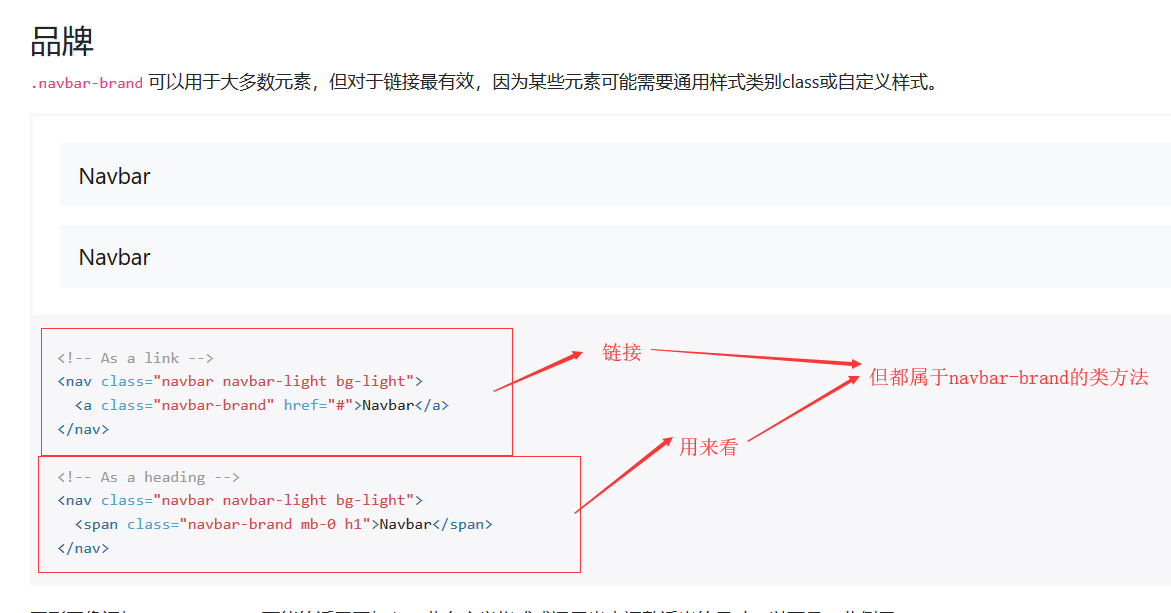 品牌
.navbar-brand 可以用于大多数元素，但对于链接最有效，因为某些元素可能需要通用样式类别class或自定义样式。
Navbar
Navbar
<!-- As a link -->
<nav class="navbar navbar-light bg-light">
  <a class="navbar-brand" href="#">Navbar</a>
</nav>
链接
但都属于navbar-brand的类方法
用来看
<!-- As a heading -->
<nav class="navbar navbar-light bg-light">
  <span class="navbar-brand mb-0 h1">Navbar</span>
</nav>